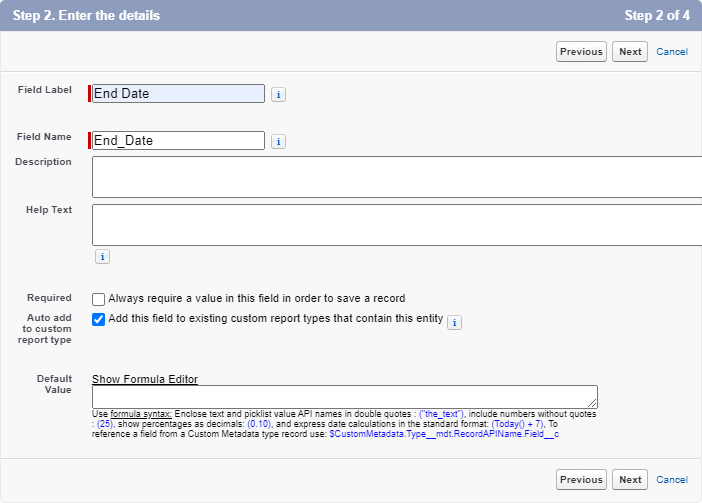 Step 2. Enter the details Step 2 of 4
Previous Next Cancel
Field Label End Date i
Field Name End_Date i
Description
Help Text
i
Required Always require a value in this field in order to save a record
Auto add
to custom
report type
Add this field to existing custom report types that contain this entity i
Default
Value
Show Formula Editor
Use formula syntax: Enclose text and picklist value API names in double quotes : ("the_text"), include numbers without quotes
: (25), show percentages as decimals: (0.10), and express date calculations in the standard format: (Today() + 7), To
reference a field from a Custom Metadata type record use: $CustomMetadata.Type__mdt.RecordAPIName.Field__c
Previous Next Cancel